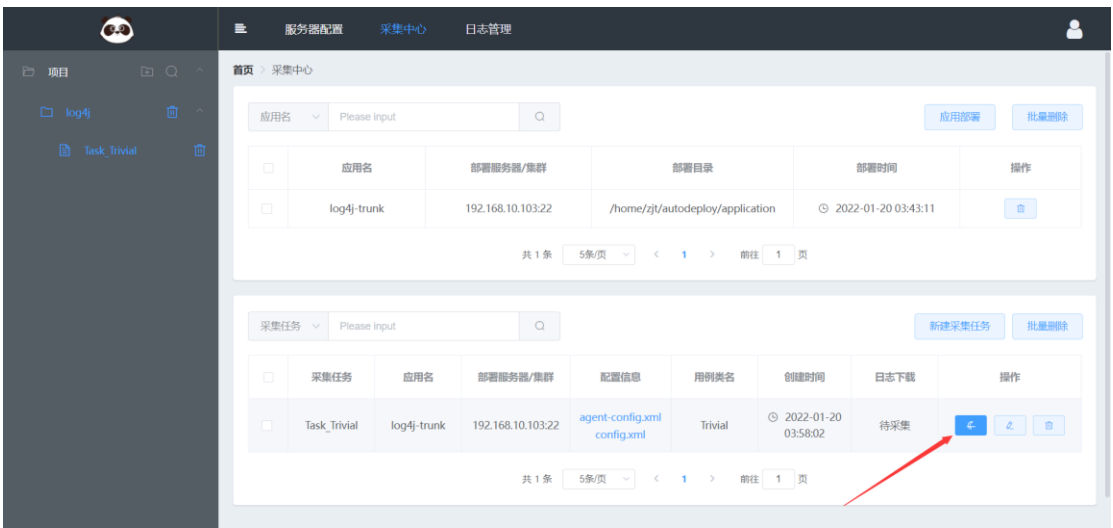 服务器配置 采集中心 日志管理
项目
log4j
Task_Trivial
首页 > 采集中心
应用名 Please input 应用部署 批量删除
应用名 部署服务器/集群 部署目录 部署时间 操作
log4j-trunk 192.168.10.103:22 /home/zjt/autodeploy/application 2022-01-20 03:43:11
共 1 条 5条/页 < 1 > 前往 1 页
采集任务 Please input 新建采集任务 批量删除
采集任务 应用名 部署服务器/集群 配置信息 用例类名 创建时间 日志下载 操作
Task_Trivial log4j-trunk 192.168.10.103:22 agent-config.xml Trivial 2022-01-20 待采集
config.xml 03:58:02
共 1 条 5条/页 < 1 > 前往 1 页